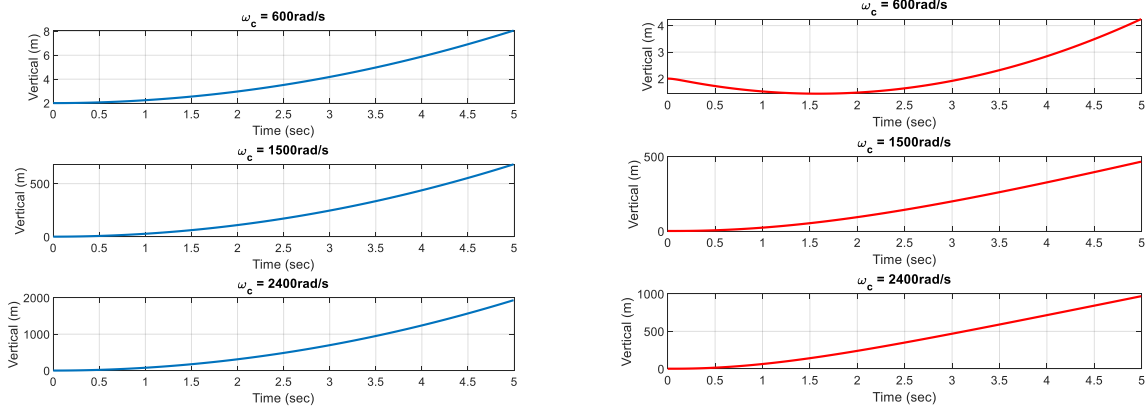 ω_c = 600rad/s
Vertical (m)
8
6
4
2
0 0.5 1 1.5 2 2.5 3 3.5 4 4.5 5
Time (sec)
ω_c = 1500rad/s
Vertical (m)
500
0
0 0.5 1 1.5 2 2.5 3 3.5 4 4.5 5
Time (sec)
ω_c = 2400rad/s
Vertical (m)
2000
1000
0
0 0.5 1 1.5 2 2.5 3 3.5 4 4.5 5
Time (sec)
ω_c = 600rad/s
Vertical (m)
4
3
2
0 0.5 1 1.5 2 2.5 3 3.5 4 4.5 5
Time (sec)
ω_c = 1500rad/s
Vertical (m)
500
0
0 0.5 1 1.5 2 2.5 3 3.5 4 4.5 5
Time (sec)
ω_c = 2400rad/s
Vertical (m)
1000
500
0
0 0.5 1 1.5 2 2.5 3 3.5 4 4.5 5
Time (sec)